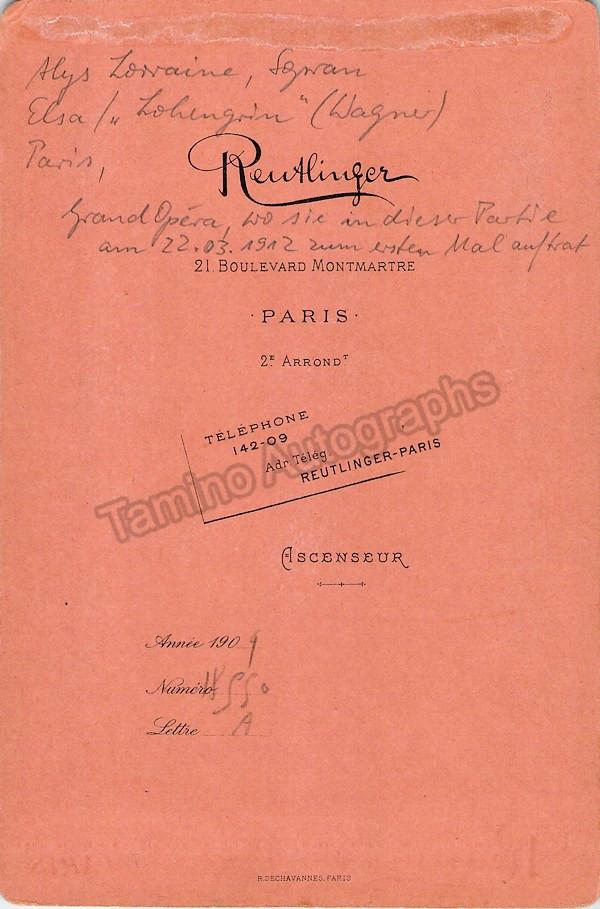 Alys Lorraine, Sopran
Elsa / „Lohengrin" (Wagner)
Paris,
Reutlinger
Grand Opéra, wo sie in dieser Partie
am 22.03.1912 zum ersten Mal auftrat
21. BOULEVARD MONTMARTRE
· PARIS ·
2E ARRONDT
TÉLÉPHONE
142-09
Adr Télég.
REUTLINGER-PARIS
Tamino Autographs
ASCENSEUR
Année 1909
Numéro
Lettre A
R. DECHAVANNES. PARIS